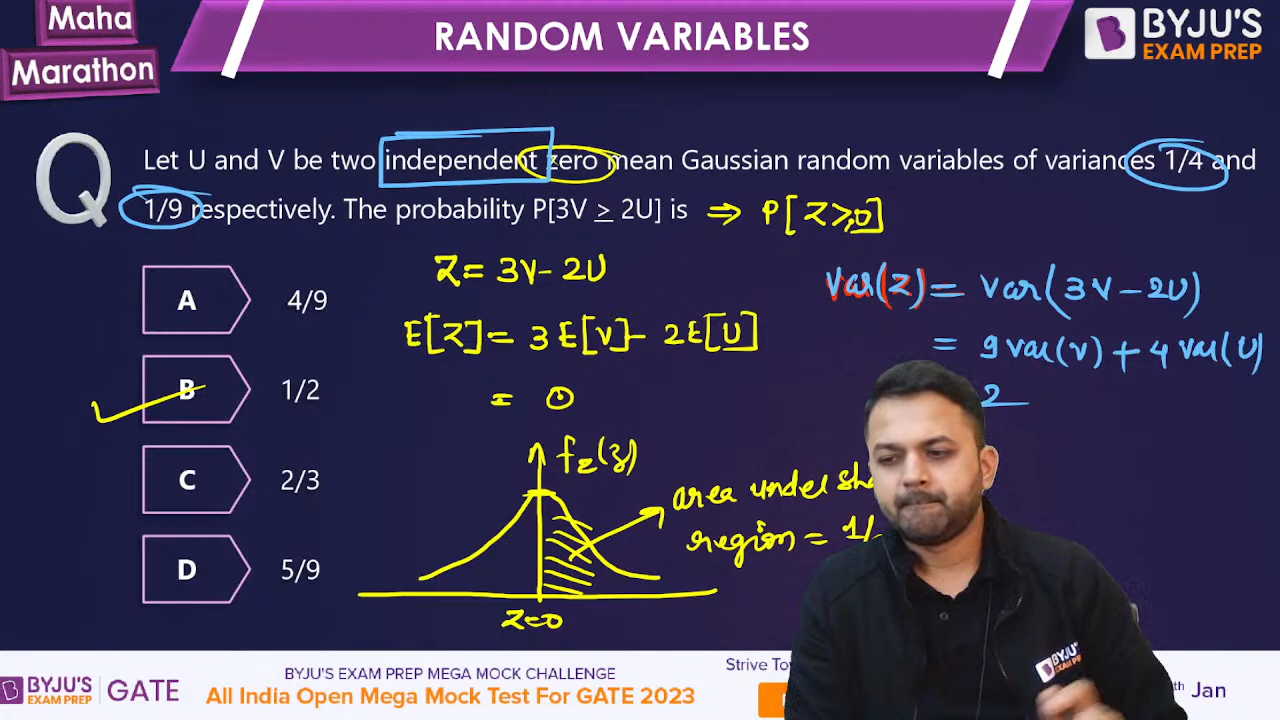 Maha
Marathon
RANDOM VARIABLES
BYJU'S
EXAM PREP
Q
Let U and V be two independent zero mean Gaussian random variables of variances 1/4 and
1/9 respectively. The probability P[3V ≥ 2U] is ⇒ P[Z≥0]
Z = 3V - 2U
E[Z] = 3E[V] - 2E[U]
= 0
var(Z) = var(3V - 2U)
= 9 var(V) + 4 var(U)
2
A 4/9
B 1/2
C 2/3
D 5/9
fz(z)
area under
region = 1/
Z=0
BYJU'S
BYJU'S
EXAM PREP
GATE
BYJU'S EXAM PREP MEGA MOCK CHALLENGE
All India Open Mega Mock Test For GATE 2023
Strive
Jan